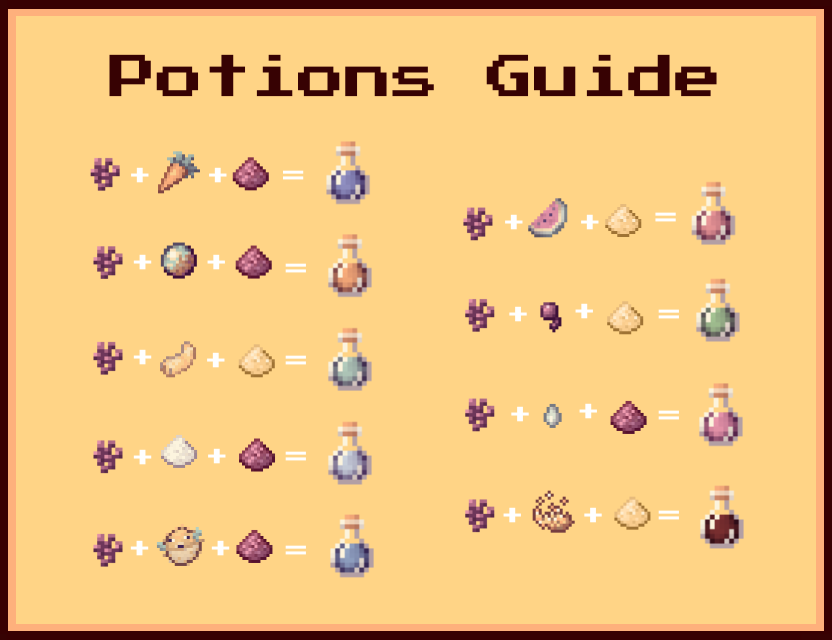 Potions Guide
+ + =
+ + =
+ + =
+ + =
+ + =
+ + =
+ + =
+ + =
+ + =